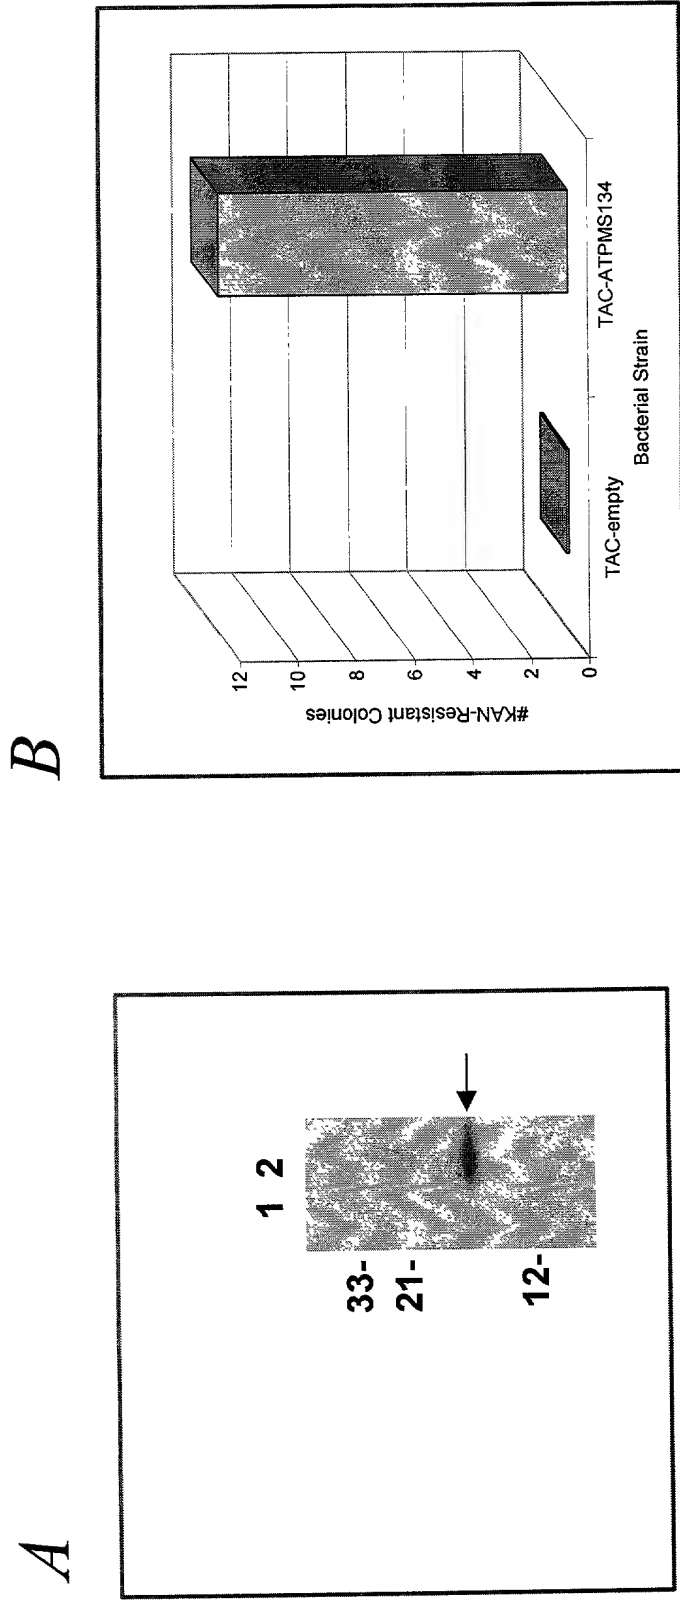 A
1 2
33-
21-
12-
B
12
10
8
6
4
2
0
#KAN-Resistant Colonies
TAC-empty
TAC-ATPMS134
Bacterial Strain